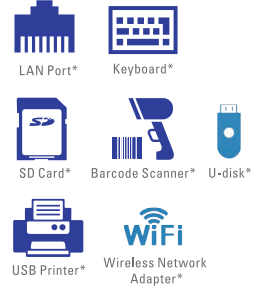 LAN Port*
Keyboard*
SD
SD Card*
Barcode Scanner*
U-disk*
WiFi
USB Printer*
Wireless Network
Adapter*